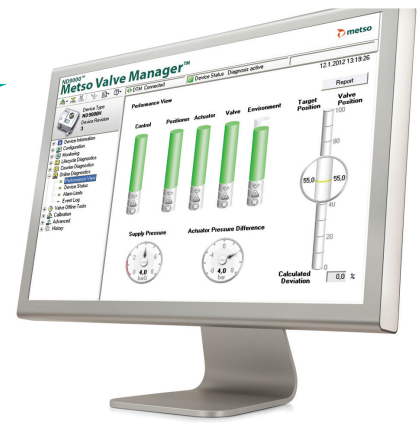 metso
ND9000™
Metso Valve Manager™
DTM Connected
Device Status Diagnose active
12.1.2012 13:19:26
Device Type
ND9000N
Device Revision
3
Device Information
Configuration
Monitoring
Lifecycle Diagnostics
Counter Diagnostics
Online Diagnostics
Performance View
Device Status
Alarm Limits
Event Log
Valve Offline Tests
Calibration
Advanced
History
Performance View
Control
Positioner
Actuator
Valve
Environment
Report
Target Position
Valve Position
100
80
55,0
55,0
40
20
0
Supply Pressure
4,0
bar
Actuator Pressure Difference
4,0
bar
Calculated Deviation
0,0 %